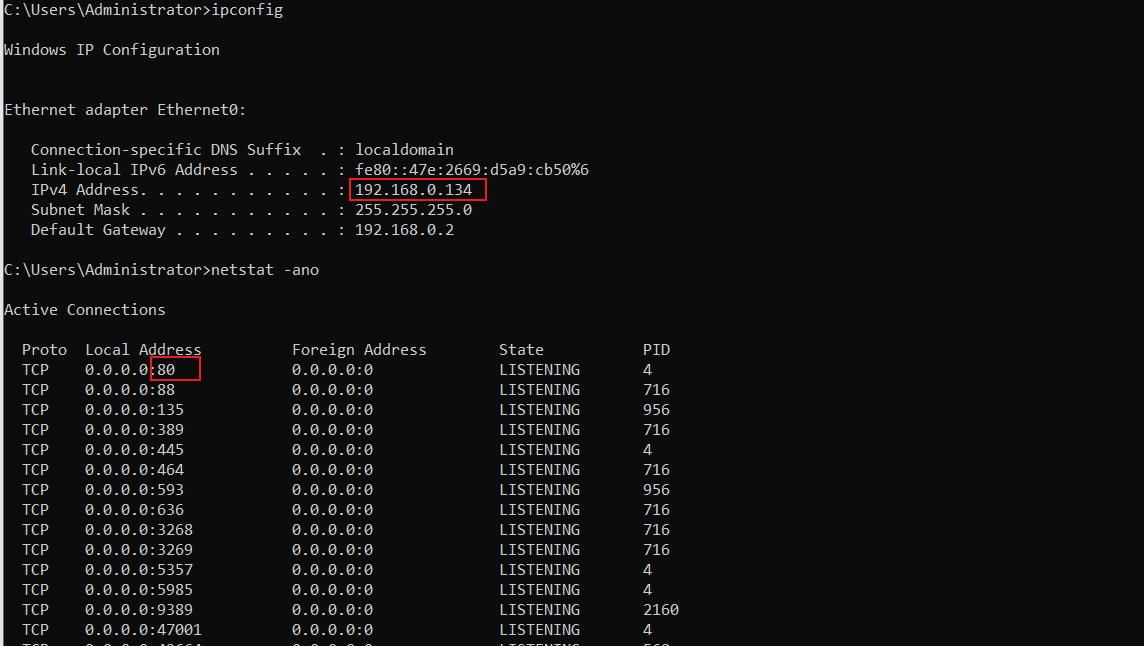 C:\Users\Administrator>ipconfig
Windows IP Configuration
Ethernet adapter Ethernet0:
Connection-specific DNS Suffix  . : localdomain
Link-local IPv6 Address . . . . . : fe80::47e:2669:d5a9:cb50%6
IPv4 Address. . . . . . . . . . . : 192.168.0.134
Subnet Mask . . . . . . . . . . . : 255.255.255.0
Default Gateway . . . . . . . . . : 192.168.0.2
C:\Users\Administrator>netstat -ano
Active Connections
Proto  Local Address          Foreign Address        State           PID
TCP    0.0.0.0:80             0.0.0.0:0              LISTENING       4
TCP    0.0.0.0:88             0.0.0.0:0              LISTENING       716
TCP    0.0.0.0:135            0.0.0.0:0              LISTENING       956
TCP    0.0.0.0:389            0.0.0.0:0              LISTENING       716
TCP    0.0.0.0:445            0.0.0.0:0              LISTENING       4
TCP    0.0.0.0:464            0.0.0.0:0              LISTENING       716
TCP    0.0.0.0:593            0.0.0.0:0              LISTENING       956
TCP    0.0.0.0:636            0.0.0.0:0              LISTENING       716
TCP    0.0.0.0:3268           0.0.0.0:0              LISTENING       716
TCP    0.0.0.0:3269           0.0.0.0:0              LISTENING       716
TCP    0.0.0.0:5357           0.0.0.0:0              LISTENING       4
TCP    0.0.0.0:5985           0.0.0.0:0              LISTENING       4
TCP    0.0.0.0:9389           0.0.0.0:0              LISTENING       2160
TCP    0.0.0.0:47001          0.0.0.0:0              LISTENING       4